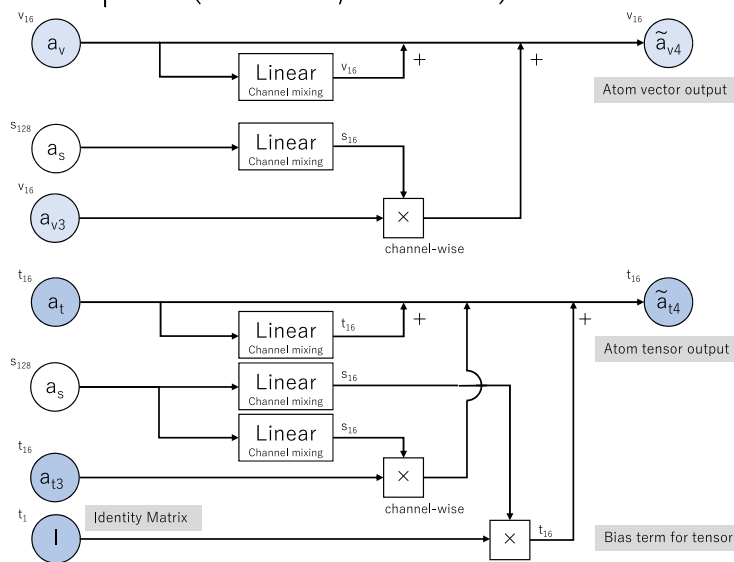 v16
a_v
Linear
Channel mixing
v16
+
+
v16
ã_v4
Atom vector output
s128
a_s
Linear
Channel mixing
s16
v16
a_v3
×
channel-wise
t16
a_t
Linear
Channel mixing
t16
+
+
t16
ã_t4
Atom tensor output
s128
a_s
Linear
Channel mixing
s16
Linear
Channel mixing
s16
t16
a_t3
×
channel-wise
t1
I
Identity Matrix
×
t16
Bias term for tensor